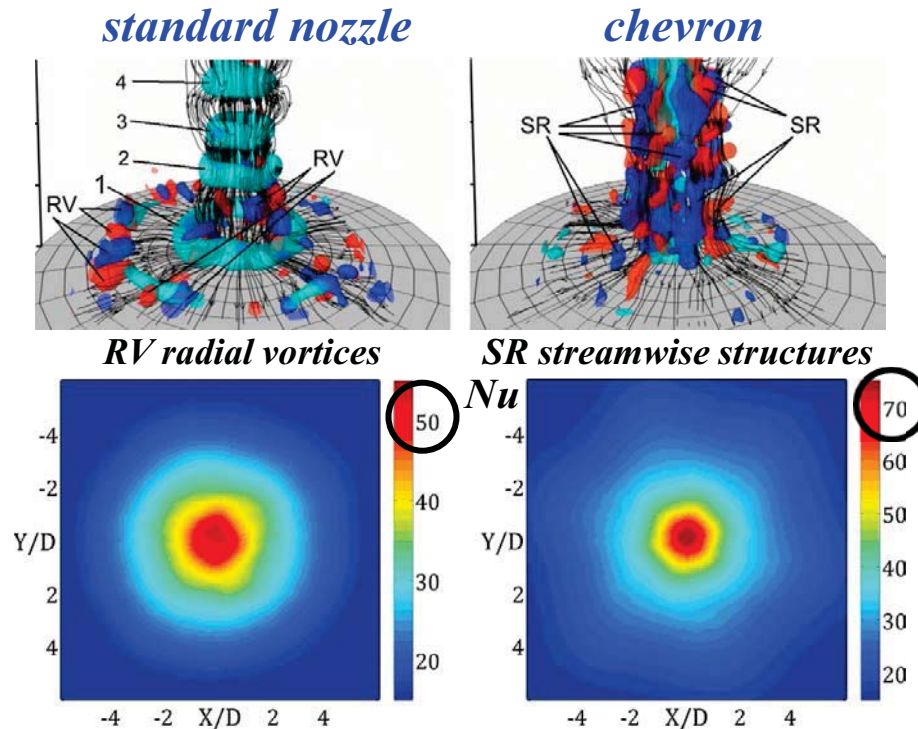 standard nozzle
chevron
4
3
2
1
RV
RV
SR
SR
RV radial vortices
SR streamwise structures
Nu
-4
-2
Y/D
2
4
-4
-2
X/D
2
4
50
40
30
20
-4
-2
Y/D
2
4
-4
-2
X/D
2
4
70
60
50
40
30
20